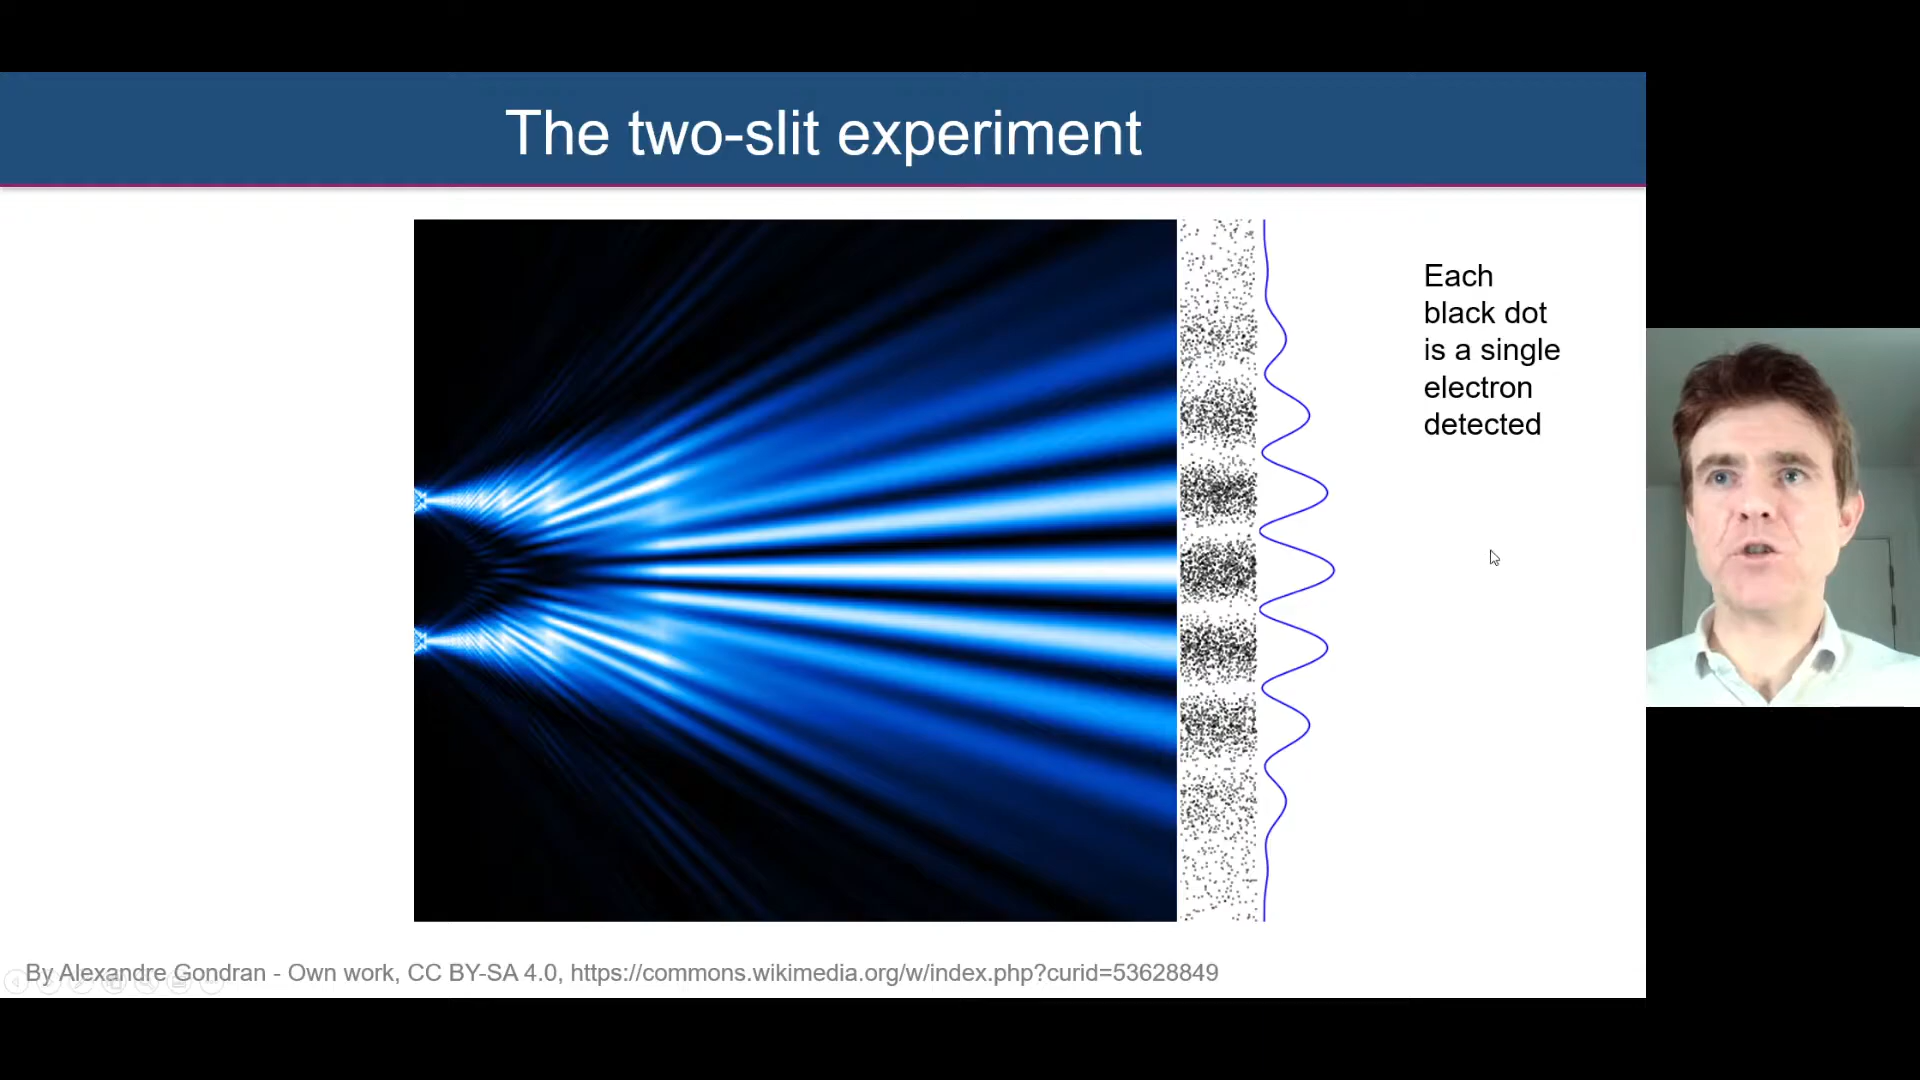 The two-slit experiment
Each
black dot
is a single
electron
detected
By Alexandre Gondran - Own work, CC BY-SA 4.0, https://commons.wikimedia.org/w/index.php?curid=53628849